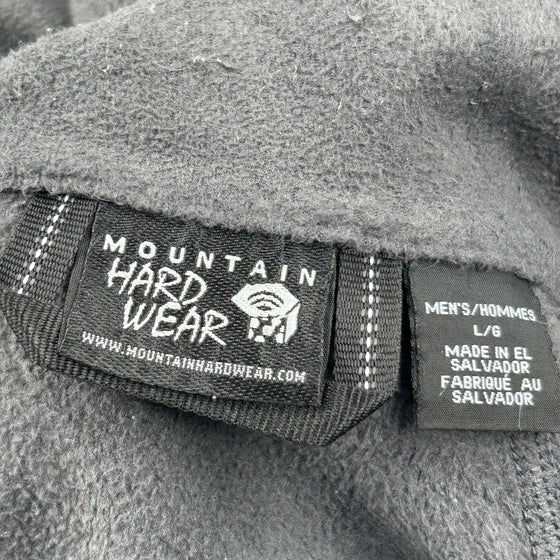 MOUNTAIN
HARD
WEAR
WWW.MOUNTAINHARDWEAR.COM
MEN'S/HOMMES
L/G
MADE IN EL
SALVADOR
FABRIQUÉ AU
SALVADOR